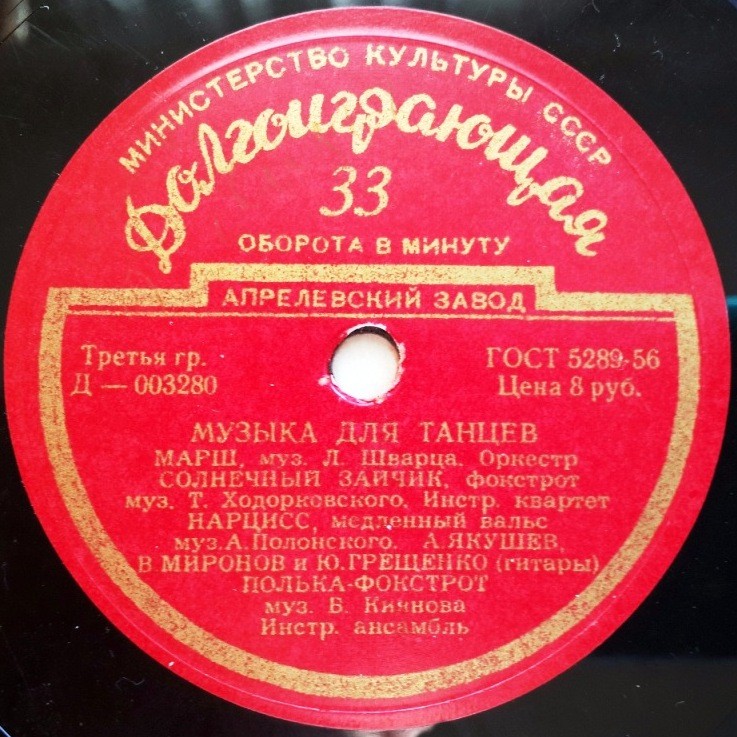 МИНИСТЕРСТВО КУЛЬТУРЫ СССР
Долгоиграющая
33
ОБОРОТА В МИНУТУ
АПРЕЛЕВСКИЙ ЗАВОД
Третья гр.
Д — 003280
ГОСТ 5289-56
Цена 8 руб.
МУЗЫКА ДЛЯ ТАНЦЕВ
МАРШ, муз. Л. Шварца. Оркестр
СОЛНЕЧНЫЙ ЗАЙЧИК, фокстрот
муз. Т. Ходорковского. Инстр. квартет
НАРЦИСС, медленный вальс
муз.А.Полонского. А.ЯКУШЕВ,
В МИРОНОВ и Ю.ГРЕЩЕНКО (гитары)
ПОЛЬКА-ФОКСТРОТ
муз. Б. Кияnова
Инстр. ансамбль